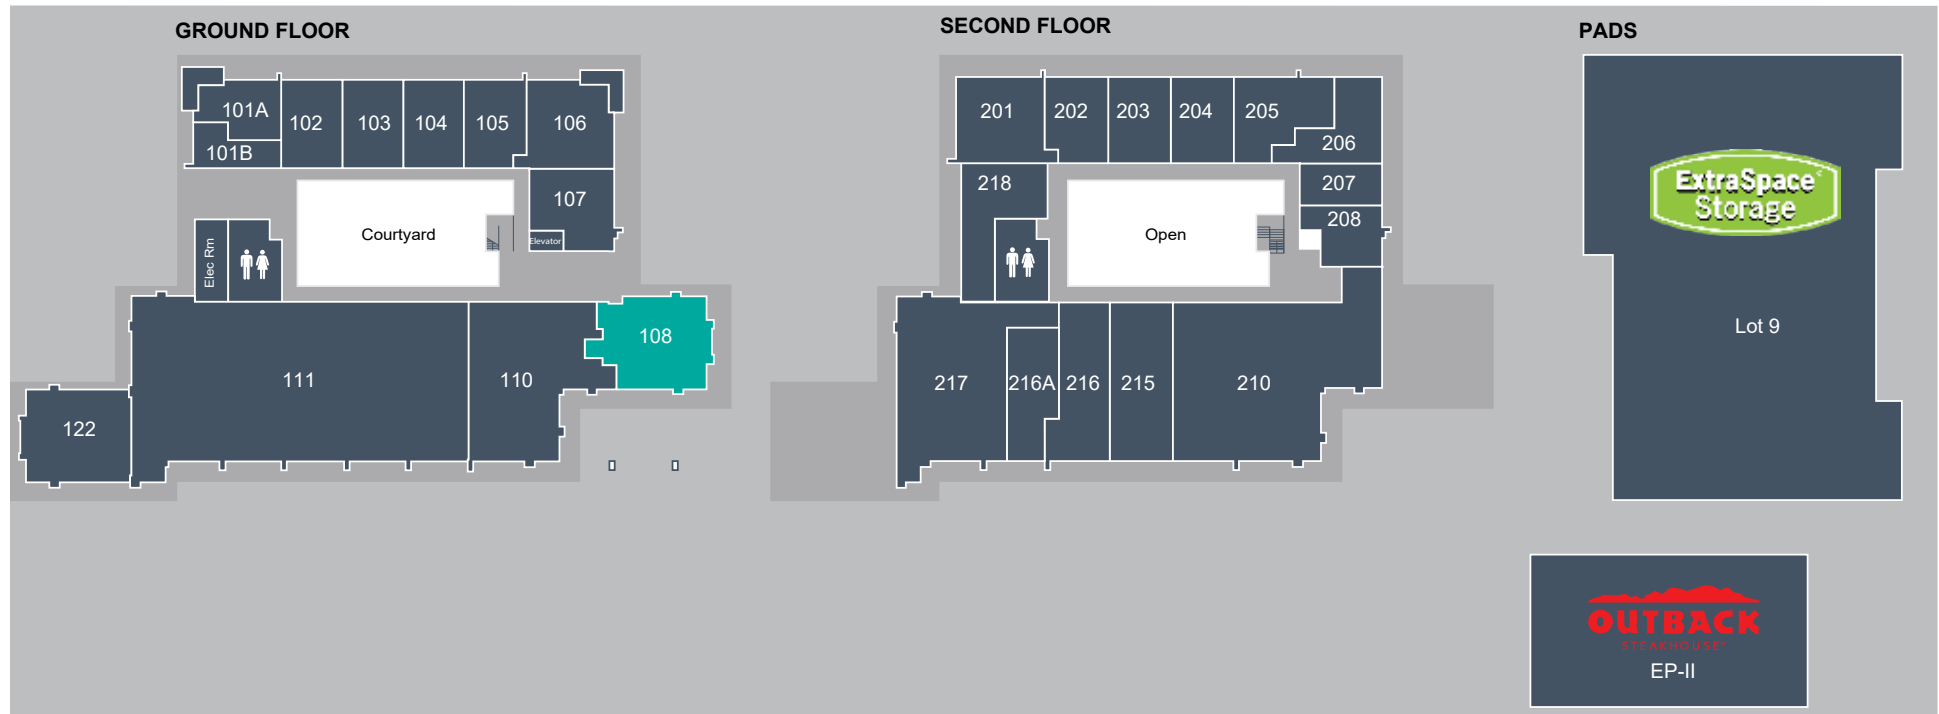 GROUND FLOOR
101A
101B
102
103
104
105
106
107
Elevator
Courtyard
Elec Rm
108
110
111
122
SECOND FLOOR
201
202
203
204
205
206
207
208
218
Open
217
216A
216
215
210
PADS
ExtraSpace
Storage
Lot 9
OUTBACK
STEAKHOUSE
EP-II